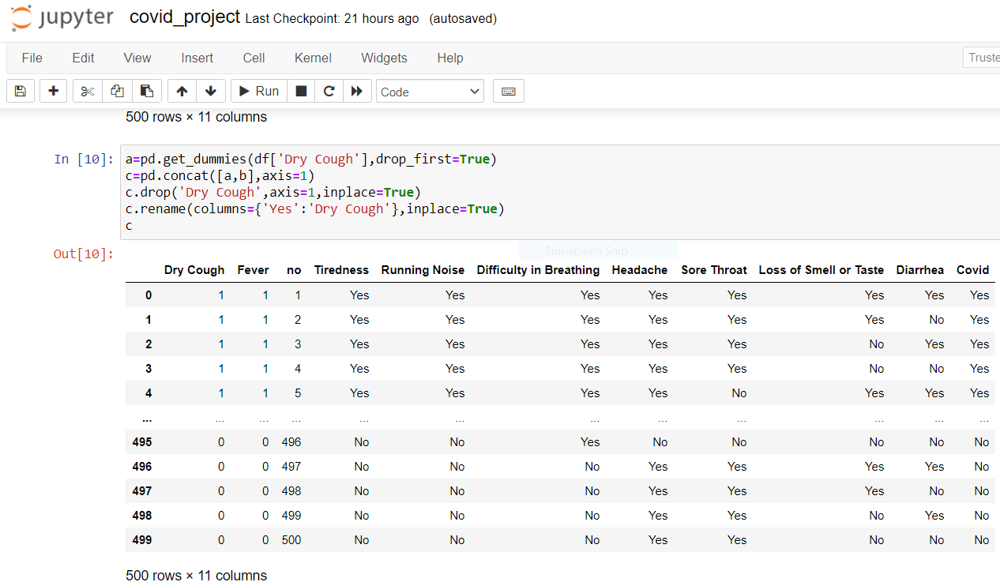 jupyter covid_project Last Checkpoint: 21 hours ago (autosaved)
File Edit View Insert Cell Kernel Widgets Help Truste
Run Code
500 rows × 11 columns
In [10]: a=pd.get_dummies(df['Dry Cough'],drop_first=True)
c=pd.concat([a,b],axis=1)
c.drop('Dry Cough',axis=1,inplace=True)
c.rename(columns={'Yes':'Dry Cough'},inplace=True)
c
Full-screen Snip
Out[10]:
Dry Cough Fever no Tiredness Running Noise Difficulty in Breathing Headache Sore Throat Loss of Smell or Taste Diarrhea Covid
0 1 1 1 Yes Yes Yes Yes Yes Yes Yes Yes
1 1 1 2 Yes Yes Yes Yes Yes Yes No Yes
2 1 1 3 Yes Yes Yes Yes Yes No Yes Yes
3 1 1 4 Yes Yes Yes Yes Yes No No Yes
4 1 1 5 Yes Yes Yes Yes No Yes Yes Yes
... ... ... ... ... ... ... ... ... ... ... ...
495 0 0 496 No No Yes No No No No No
496 0 0 497 No No No Yes Yes Yes Yes No
497 0 0 498 No No No Yes Yes Yes No No
498 0 0 499 No No No Yes Yes No Yes No
499 0 0 500 No No No Yes Yes No No No
500 rows × 11 columns